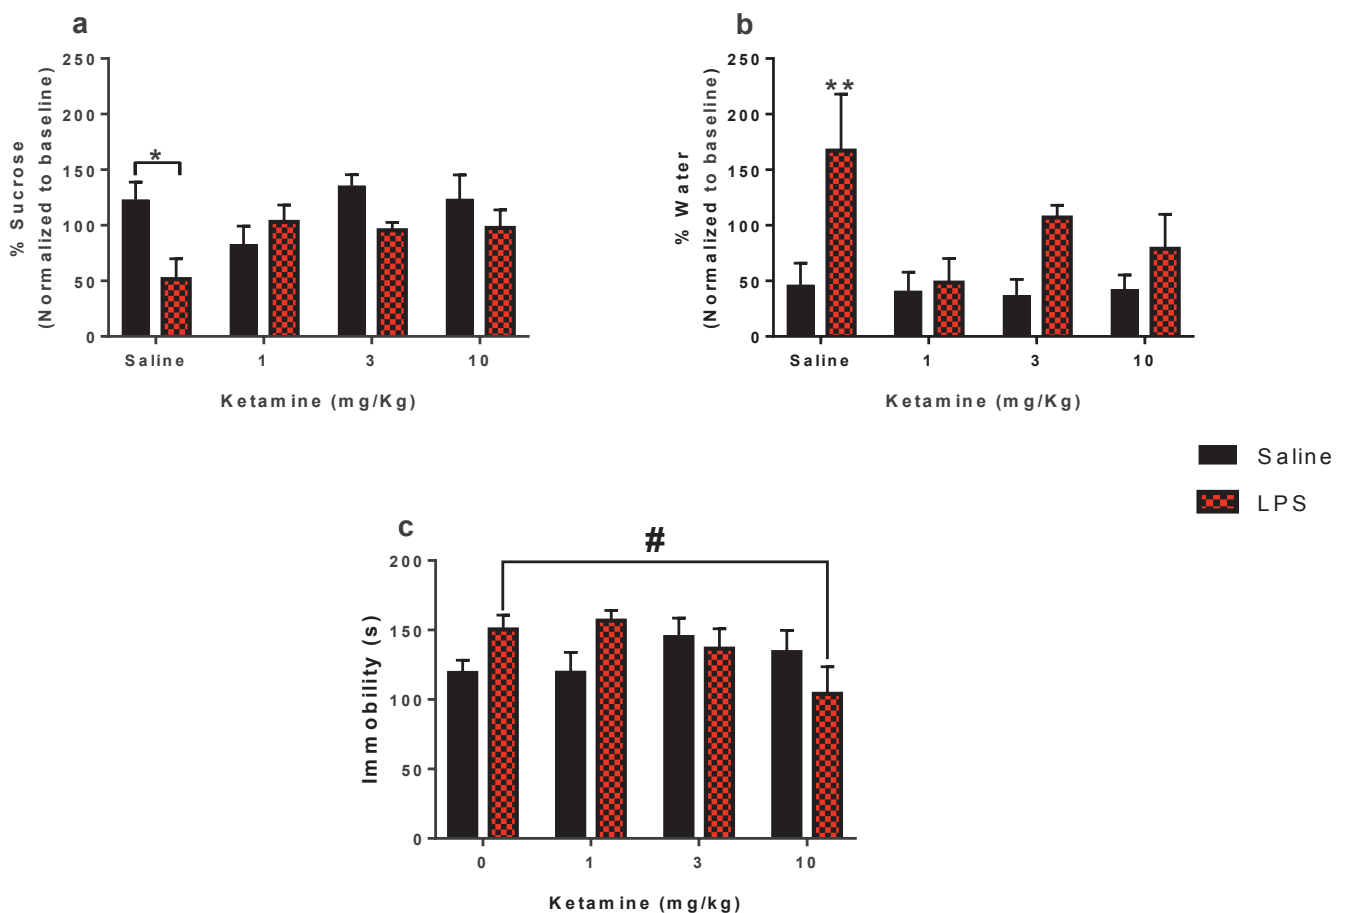 a
% Sucrose
(Normalized to baseline)
250
200
150
100
50
0
*
Saline 1 3 10
Ketamine (mg/Kg)
b
% Water
(Normalized to baseline)
250
200
150
100
50
0
**
Saline 1 3 10
Ketamine (mg/Kg)
Saline
LPS
c
Immobility (s)
200
150
100
50
0
#
0 1 3 10
Ketamine (mg/kg)